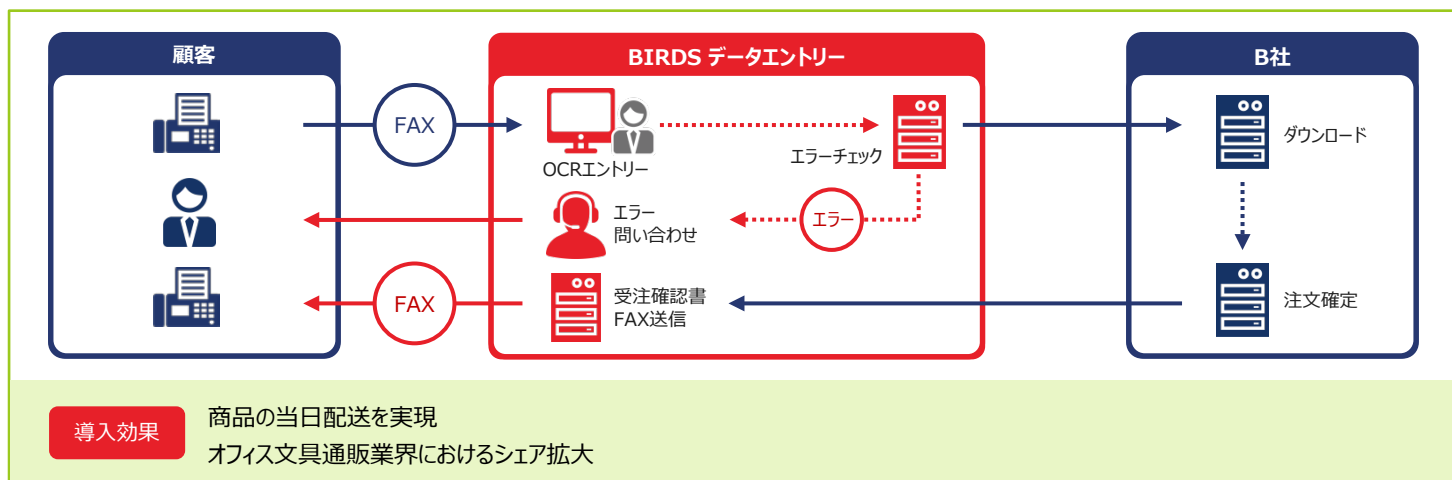 顧客
BIRDS データエントリー
B社
FAX
OCRエントリー
エラーチェック
ダウンロード
エラー
問い合わせ
エラー
FAX
受注確認書
FAX送信
注文確定
導入効果
商品の当日配送を実現
オフィス文具通販業界におけるシェア拡大